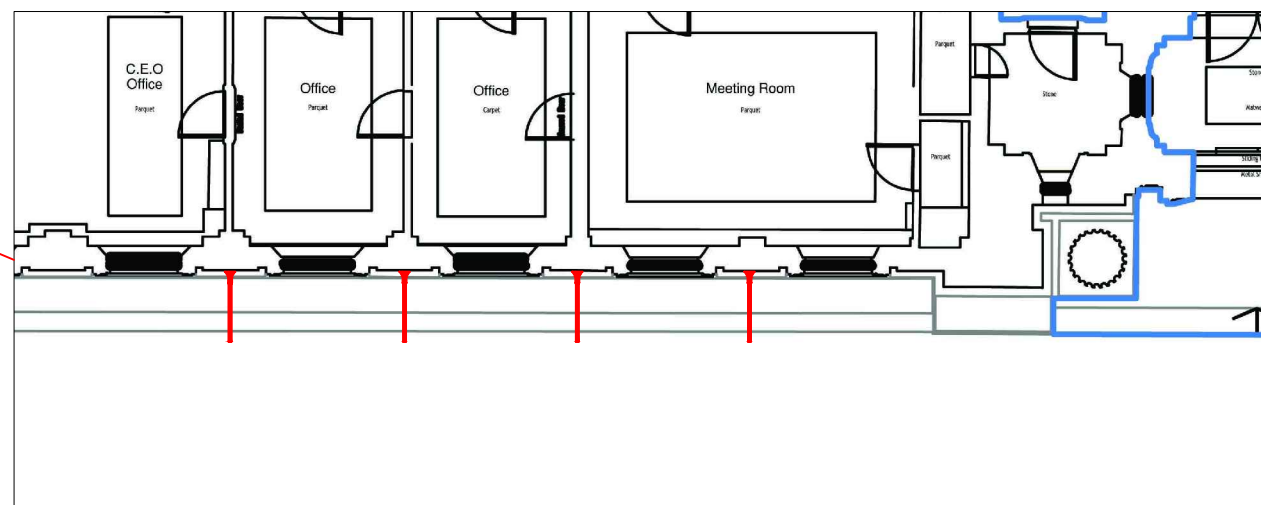 C.E.O
Office
Parquet
Office
Parquet
Office
Carpet
Meeting Room
Parquet
Parquet
Parquet
Stone